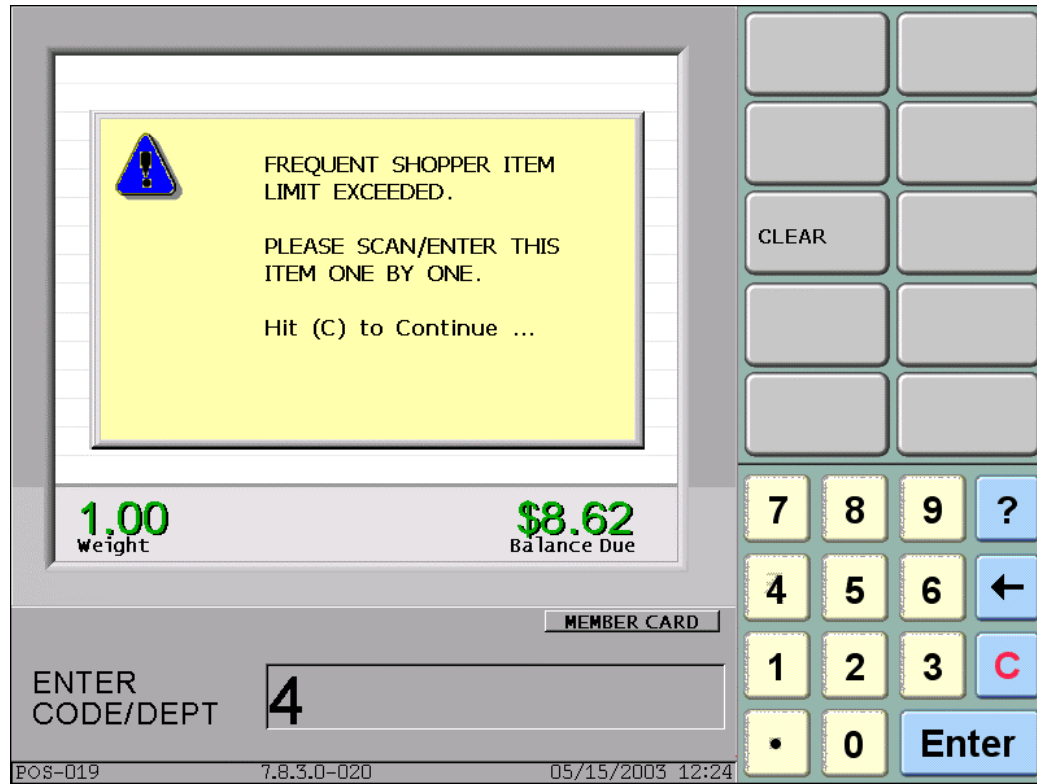 FREQUENT SHOPPER ITEM
LIMIT EXCEEDED.
PLEASE SCAN/ENTER THIS
ITEM ONE BY ONE.
Hit (C) to Continue ...
1.00
Weight
$8.62
Balance Due
MEMBER CARD
ENTER
CODE/DEPT
4
POS-019 7.8.3.0-020 05/15/2003 12:24
CLEAR
7 8 9 ?
4 5 6 ←
1 2 3 C
• 0 Enter